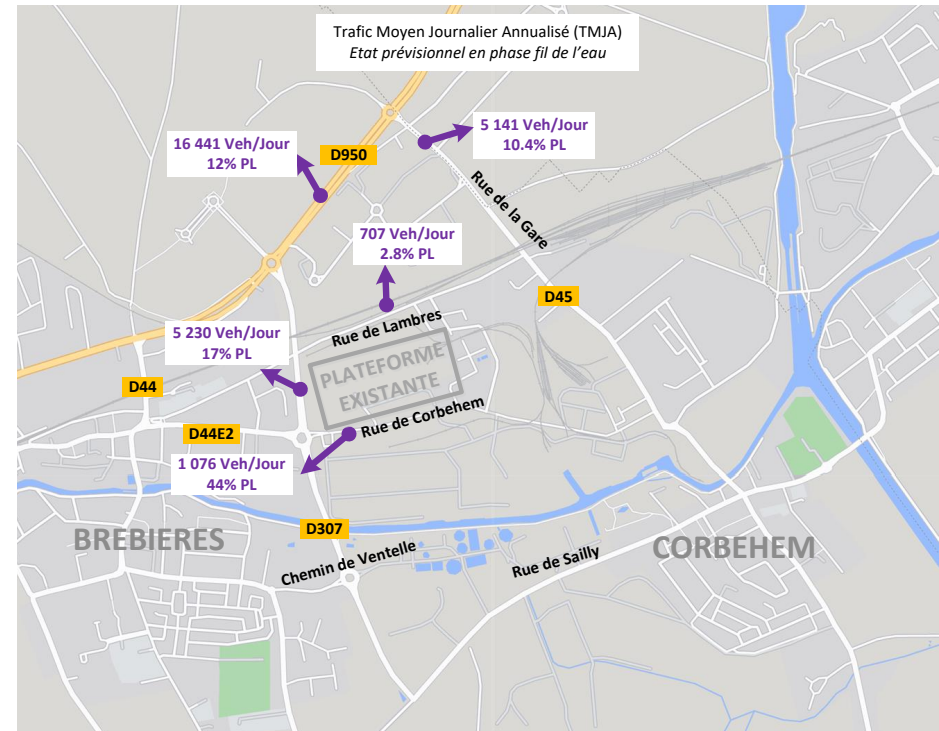 Trafic Moyen Journalier Annualisé (TMJA)
Etat prévisionnel en phase fil de l'eau
5 141 Veh/Jour
10.4% PL
16 441 Veh/Jour
12% PL
D950
Rue de la Gare
707 Veh/Jour
2.8% PL
D45
Rue de Lambres
5 230 Veh/Jour
17% PL
PLATEFORME
EXISTANTE
D44
Rue de Corbehem
D44E2
1 076 Veh/Jour
44% PL
D307
BREBIERES
CORBEHEM
Chemin de Ventelle
Rue de Sailly